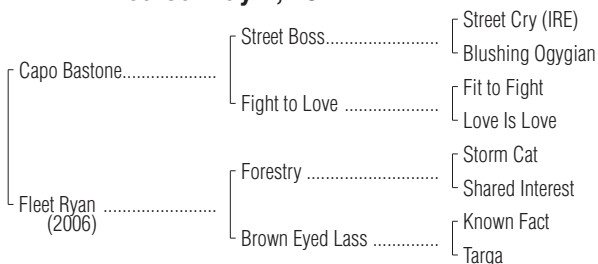 Street Cry (IRE)
Street Boss
Blushing Ogygian
Capo Bastone
Fit to Fight
Fight to Love
Love Is Love
Storm Cat
Forestry
Shared Interest
Fleet Ryan
(2006)
Known Fact
Brown Eyed Lass
Targa